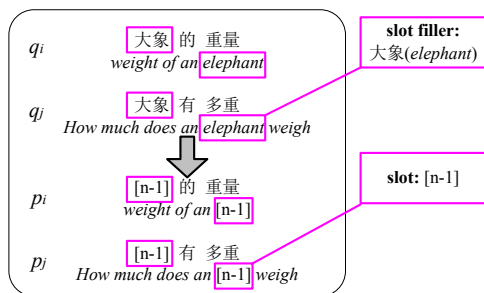 qi
大象 的 重量
weight of an elephant
qj
大象 有 多重
How much does an elephant weigh
pi
[n-1] 的 重量
weight of an [n-1]
pj
[n-1] 有 多重
How much does an [n-1] weigh
slot filler:
大象(elephant)
slot: [n-1]